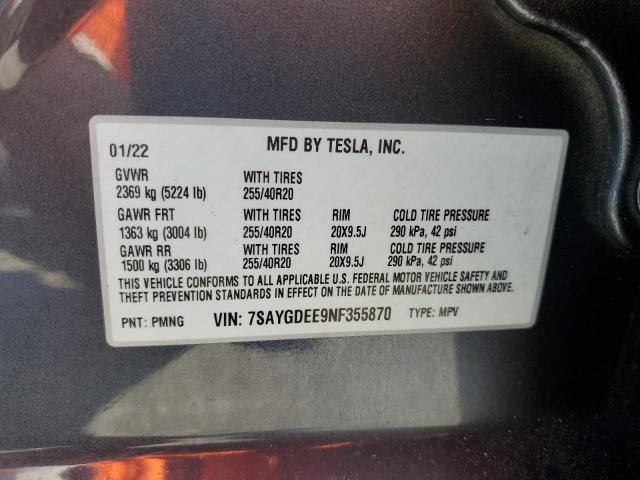 01/22 MFD BY TESLA, INC.
GVWR WITH TIRES
2369 kg (5224 lb) 255/40R20
GAWR FRT WITH TIRES RIM COLD TIRE PRESSURE
1363 kg (3004 lb) 255/40R20 20X9.5J 290 kPa, 42 psi
GAWR RR WITH TIRES RIM COLD TIRE PRESSURE
1500 kg (3306 lb) 255/40R20 20X9.5J 290 kPa, 42 psi
THIS VEHICLE CONFORMS TO ALL APPLICABLE U.S. FEDERAL MOTOR VEHICLE SAFETY AND
THEFT PREVENTION STANDARDS IN EFFECT ON THE DATE OF MANUFACTURE SHOWN ABOVE.
PNT: PMNG VIN: 7SAYGDEE9NF355870 TYPE: MPV